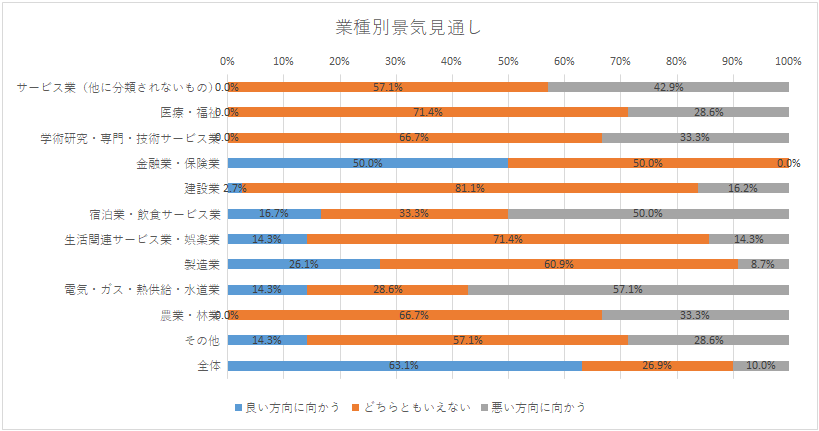 業種別景気見通し
0% 10% 20% 30% 40% 50% 60% 70% 80% 90% 100%
サービス業（他に分類されないもの） 0.0% 57.1% 42.9%
医療・福祉 0.0% 71.4% 28.6%
学術研究・専門・技術サービス業 0.0% 66.7% 33.3%
金融業・保険業 50.0% 50.0% 0.0%
建設業 2.7% 81.1% 16.2%
宿泊業・飲食サービス業 16.7% 33.3% 50.0%
生活関連サービス業・娯楽業 14.3% 71.4% 14.3%
製造業 26.1% 60.9% 8.7%
電気・ガス・熱供給・水道業 14.3% 28.6% 57.1%
農業・林業 0.0% 66.7% 33.3%
その他 14.3% 57.1% 28.6%
全体 63.1% 26.9% 10.0%
良い方向に向かう どちらともいえない 悪い方向に向かう